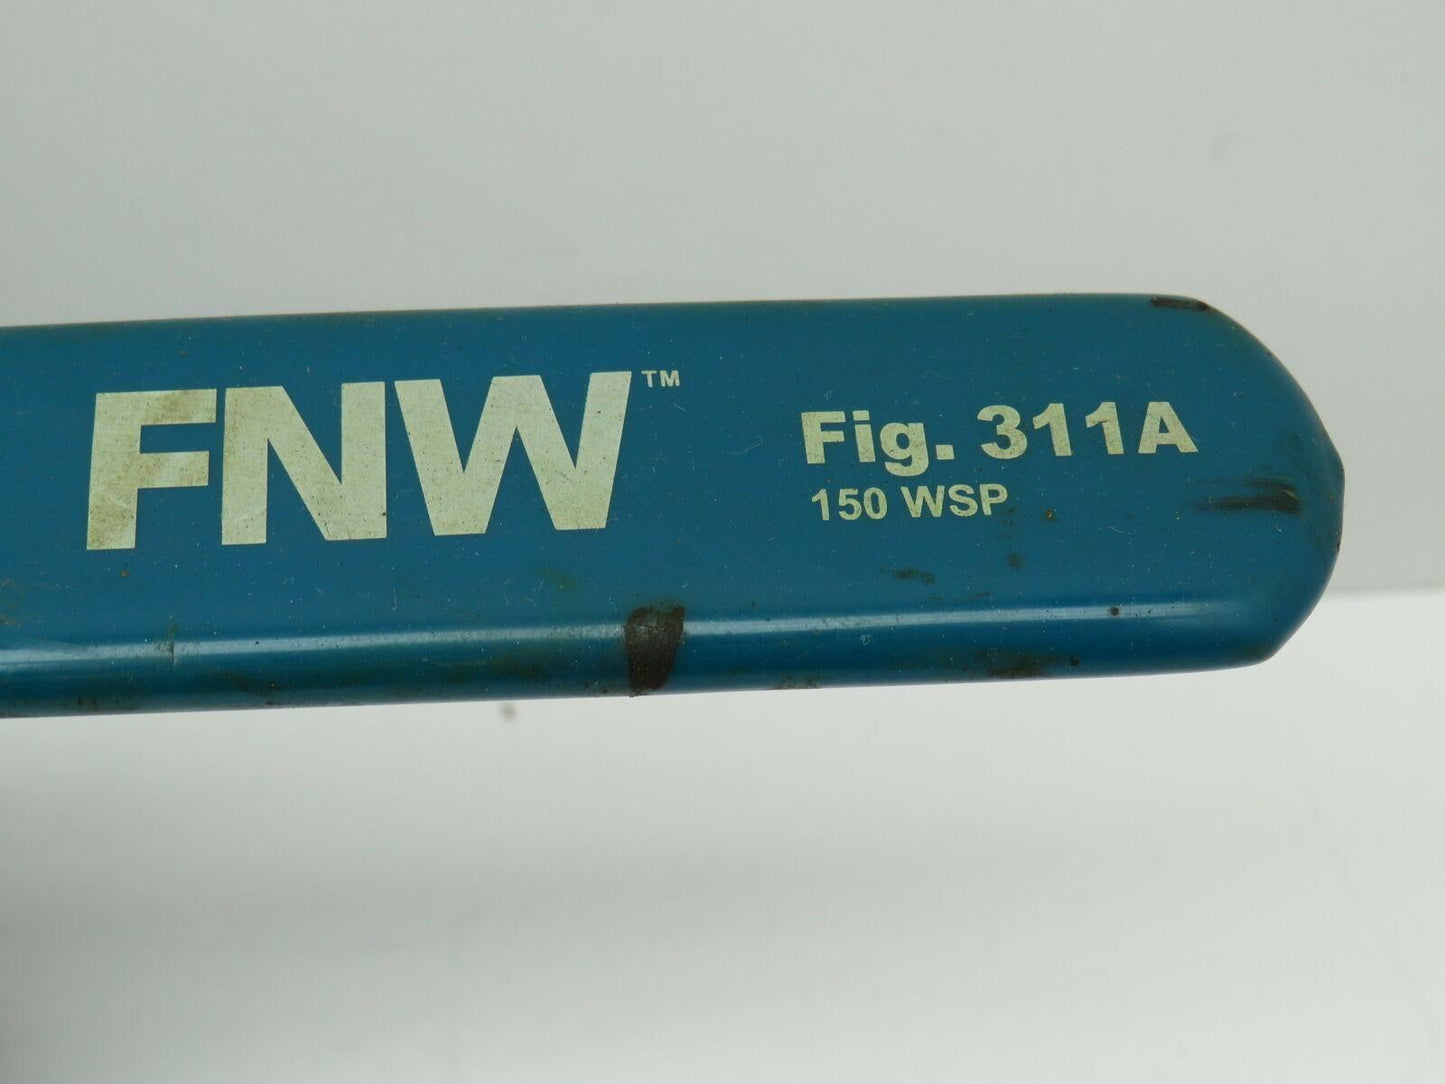 FNW™
Fig. 311A
150 WSP